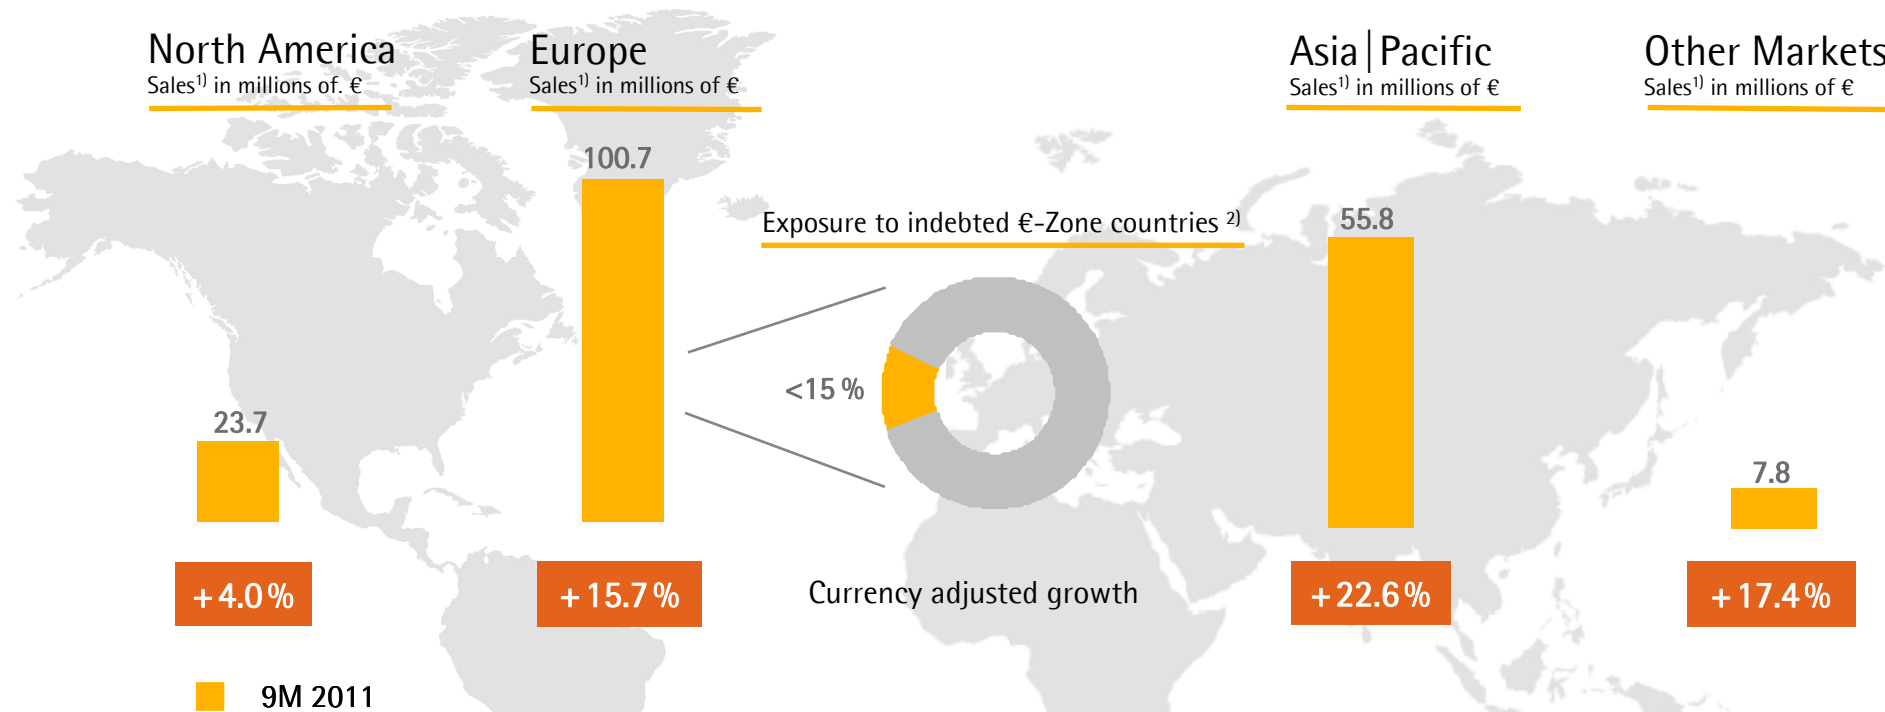 North America
Sales1) in millions of. €
23.7
+ 4.0 %
Europe
Sales1) in millions of €
100.7
+ 15.7 %
Exposure to indebted €-Zone countries 2)
<15 %
Currency adjusted growth
Asia|Pacific
Sales1) in millions of €
55.8
+ 22.6 %
Other Markets
Sales1) in millions of €
7.8
+ 17.4 %
9M 2011